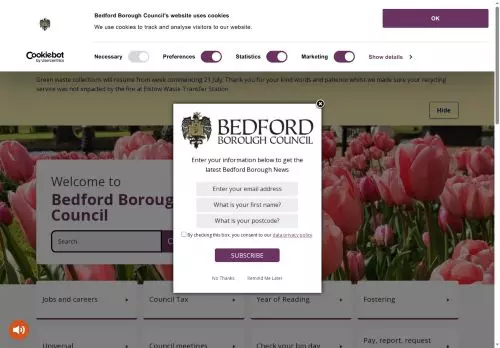 Bedford Borough Council's website uses cookies
We use cookies to track and analyse visitors to our website.
OK
Cookiebot
by Usercentrics
Necessary
Preferences
Statistics
Marketing
Show details
Green waste collections will resume from week commencing 21 July. Thank you for your kind words and patience whilst we made sure your recycling
service was not impacted by the fire at Elstow Waste Transfer Station.
Hide
BEDFORD
BOROUGH COUNCIL
Enter your information below to get the
latest Bedford Borough News
Enter your email address
What is your first name?
What is your postcode?
By checking this box, you consent to our data privacy policy.
SUBSCRIBE
No Thanks
Remind Me Later
Welcome to
Bedford Borough
Council
Search
Jobs and careers
Council Tax
Year of Reading
Fostering
Universal
Council meetings
Check your bin day
Pay, report, request